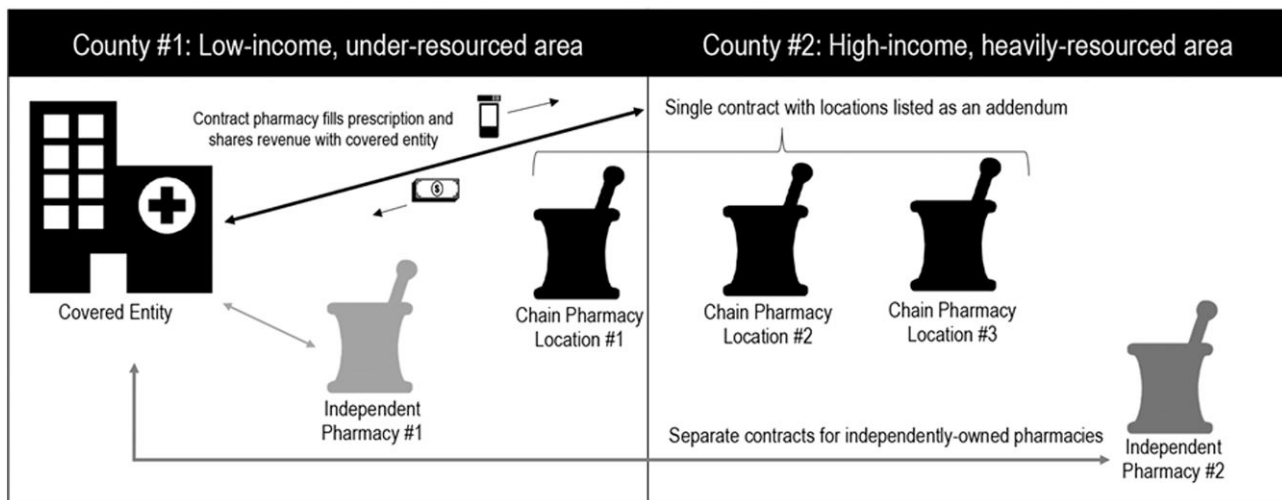 County #1: Low-income, under-resourced area
County #2: High-income, heavily-resourced area
Contract pharmacy fills prescription and
shares revenue with covered entity
Single contract with locations listed as an addendum
$
Covered Entity
Chain Pharmacy
Location #1
Chain Pharmacy
Location #2
Chain Pharmacy
Location #3
Independent
Pharmacy #1
Separate contracts for independently-owned pharmacies
Independent
Pharmacy #2